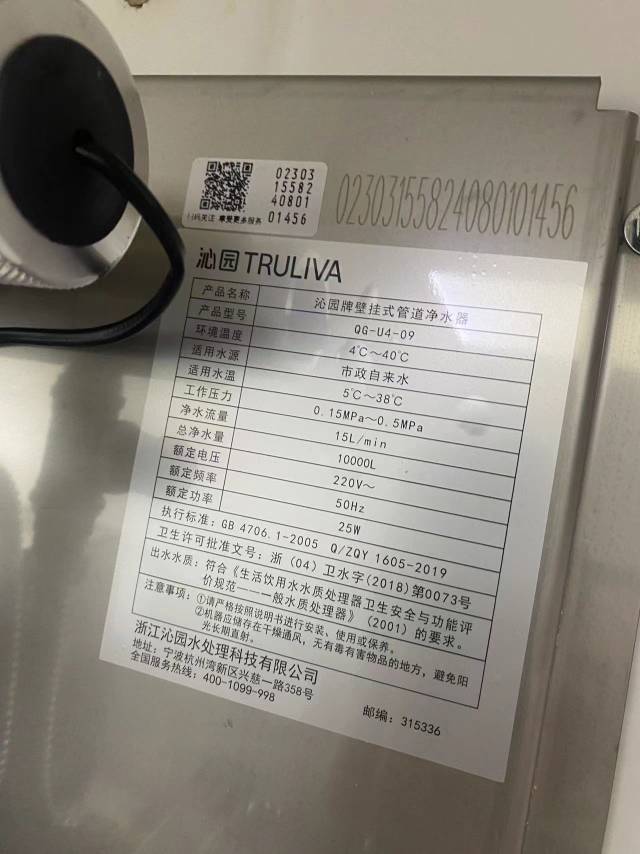 02303
15582
40801
01456
扫码关注 尊享更多服务
02303155824080101456
沁园TRULIVA
产品名称 沁园牌壁挂式管道净水器
产品型号 QG-U4-09
环境温度 4℃～40℃
适用水源 市政自来水
适用水温 5℃～38℃
工作压力 0.15MPa～0.5MPa
净水流量 15L/min
总净水量 10000L
额定电压 220V～
额定频率 50Hz
额定功率 25W
执行标准：GB 4706.1-2005 Q/ZQY 1605-2019
卫生许可批准文号：浙（04）卫水字(2018)第0073号
出水水质：符合《生活饮用水水质处理器卫生安全与功能评
价规范——一般水质处理器》（2001）的要求。
注意事项：①请严格按照说明书进行安装、使用或保养。
②机器应储存在干燥通风，无有毒有害物品的地方，避免阳
光长期直射。
浙江沁园水处理科技有限公司
地址：宁波杭州湾新区兴慈一路358号
全国服务热线：400-1099-998
邮编：315336